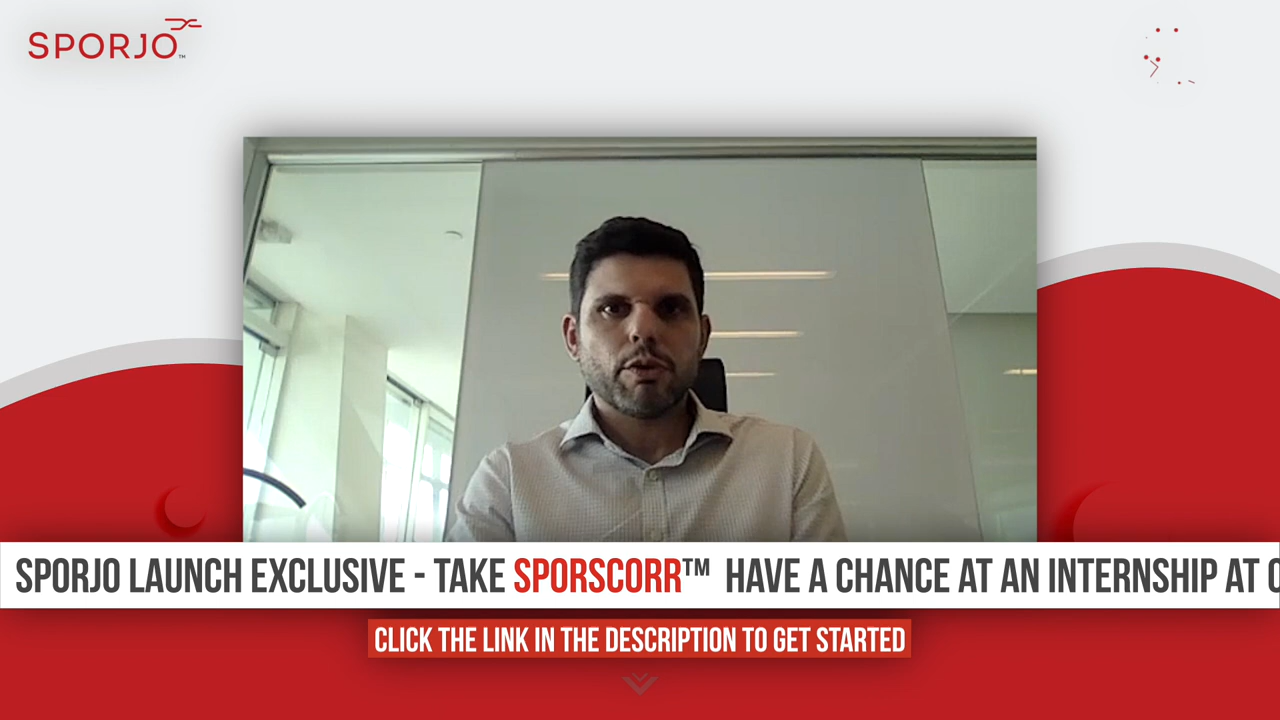 SPORJO™
SPORJO LAUNCH EXCLUSIVE - TAKE SPORSCORR™ HAVE A CHANCE AT AN INTERNSHIP AT
CLICK THE LINK IN THE DESCRIPTION TO GET STARTED